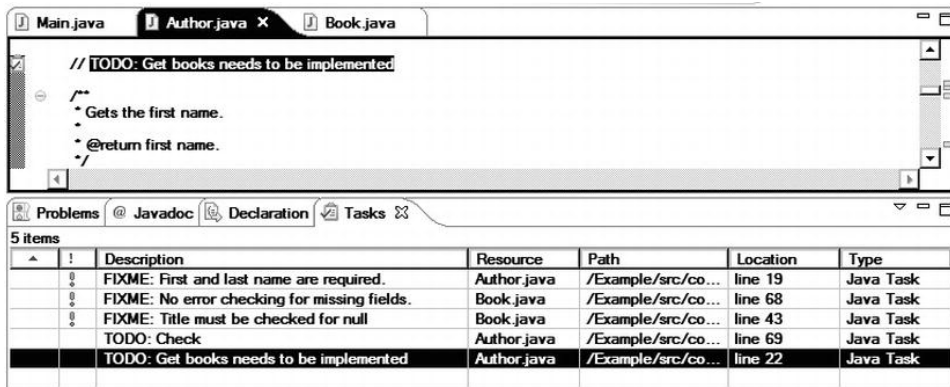 Main.java Author.java Book.java
// TODO: Get books needs to be implemented
/**
* Gets the first name.
*
* @return first name.
*/
Problems @ Javadoc Declaration Tasks
5 items
! Description Resource Path Location Type
! FIXME: First and last name are required. Author.java /Example/src/co... line 19 Java Task
! FIXME: No error checking for missing fields. Book.java /Example/src/co... line 68 Java Task
! FIXME: Title must be checked for null Book.java /Example/src/co... line 43 Java Task
TODO: Check Author.java /Example/src/co... line 69 Java Task
TODO: Get books needs to be implemented Author.java /Example/src/co... line 22 Java Task